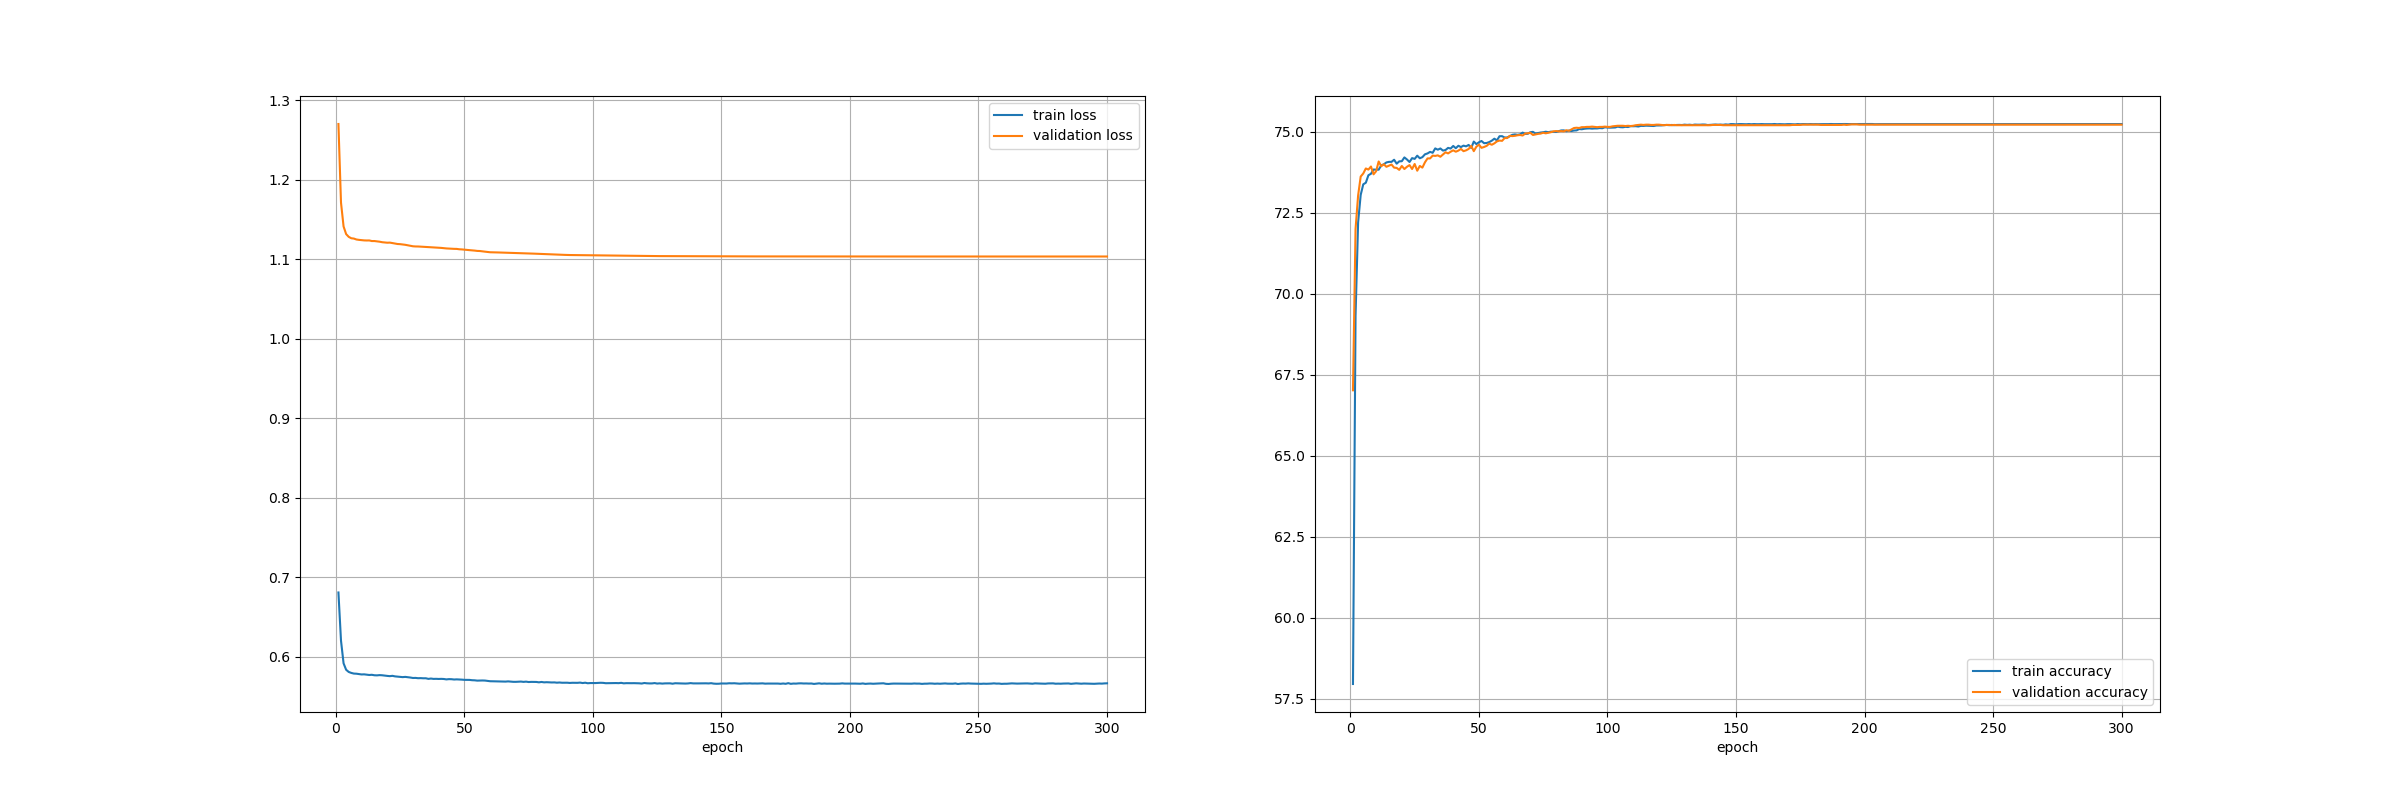 1.3
1.2
1.1
1.0
0.9
0.8
0.7
0.6
0 50 100 150 200 250 300
epoch
train loss
validation loss
75.0
72.5
70.0
67.5
65.0
62.5
60.0
57.5
0 50 100 150 200 250 300
epoch
train accuracy
validation accuracy